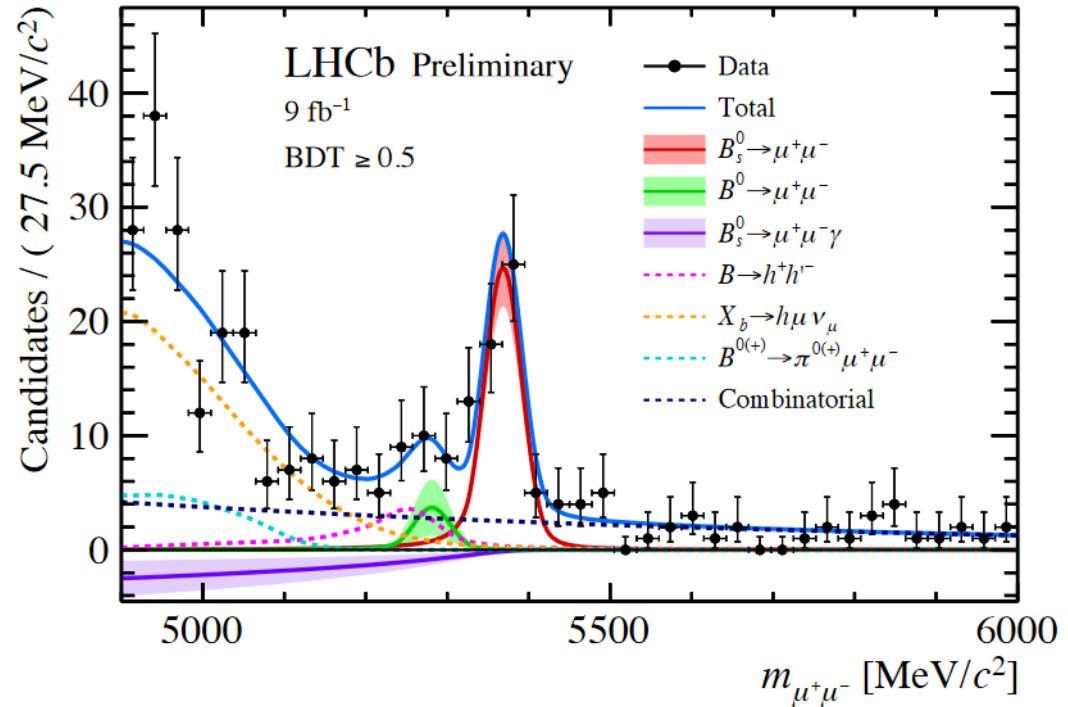 LHCb Preliminary
9 fb⁻¹
BDT ≥ 0.5
Data
Total
B⁰ₛ→μ⁺μ⁻
B⁰→μ⁺μ⁻
B⁰ₛ→μ⁺μ⁻γ
B→h⁺h'⁻
X_b→hμν_μ
B⁰⁽⁺⁾→π⁰⁽⁺⁾μ⁺μ⁻
Combinatorial
Candidates / ( 27.5 MeV/c²)
40
30
20
10
0
5000 5500 6000
m_μ⁺μ⁻ [MeV/c²]